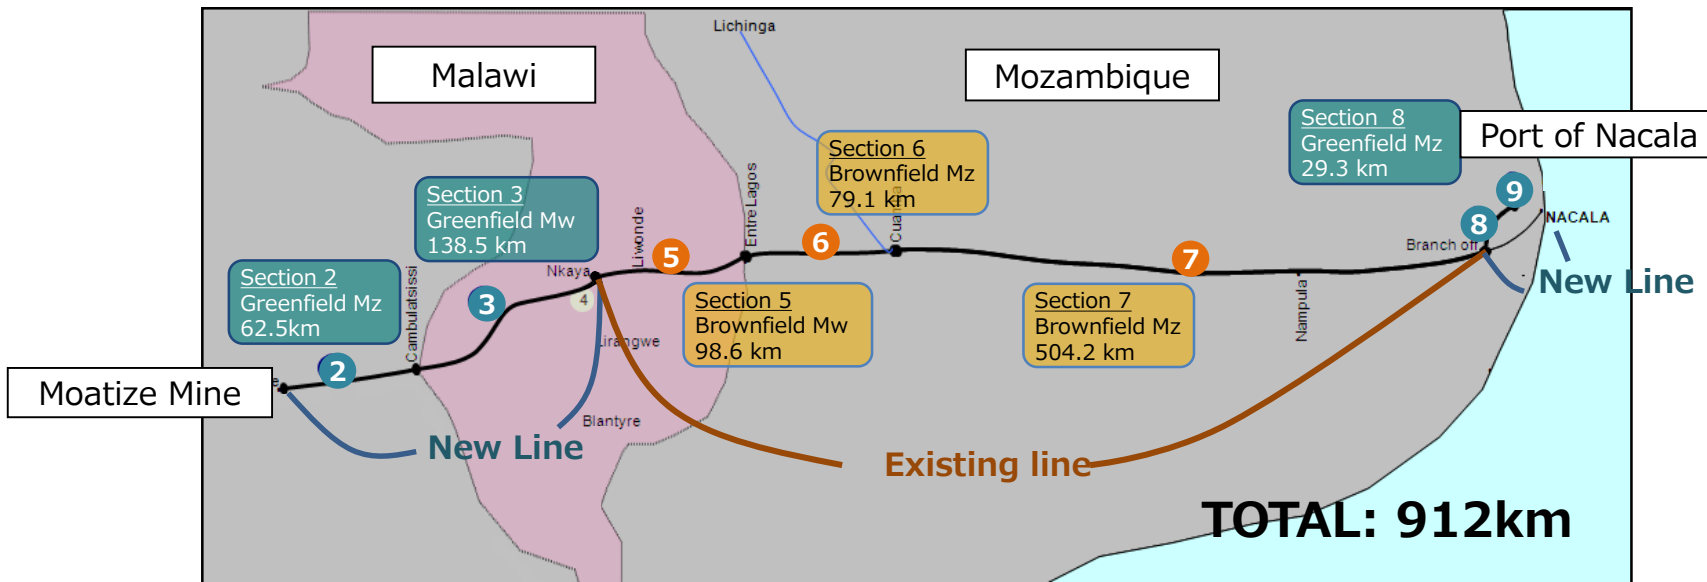 Lichinga
Malawi
Mozambique
Section 8
Greenfield Mz
29.3 km
Port of Nacala
Section 6
Brownfield Mz
79.1 km
Entre Lagos
Section 3
Greenfield Mw
138.5 km
Liwonde
9
8
NACALA
Branch off
6
5
7
Nkaya
4
3
New Line
Section 2
Greenfield Mz
62.5km
Cambulatsissi
Section 5
Brownfield Mw
98.6 km
Section 7
Brownfield Mz
504.2 km
Nampula
Lirangwe
2
Moatize Mine
Blantyre
New Line
Existing line
TOTAL: 912km